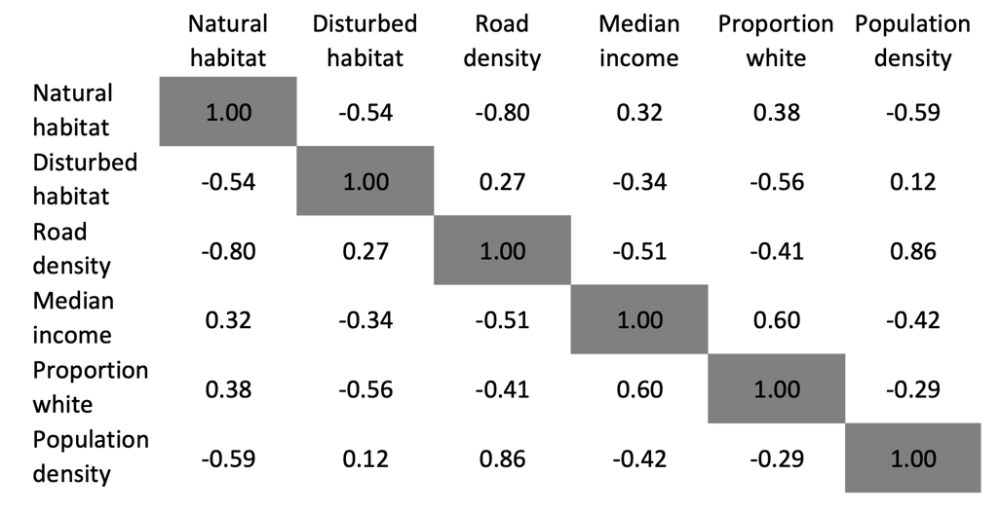 Natural Disturbed Road Median Proportion Population
habitat habitat density income white density
Natural
habitat 1.00 -0.54 -0.80 0.32 0.38 -0.59
Disturbed
habitat -0.54 1.00 0.27 -0.34 -0.56 0.12
Road
density -0.80 0.27 1.00 -0.51 -0.41 0.86
Median
income 0.32 -0.34 -0.51 1.00 0.60 -0.42
Proportion
white 0.38 -0.56 -0.41 0.60 1.00 -0.29
Population
density -0.59 0.12 0.86 -0.42 -0.29 1.00